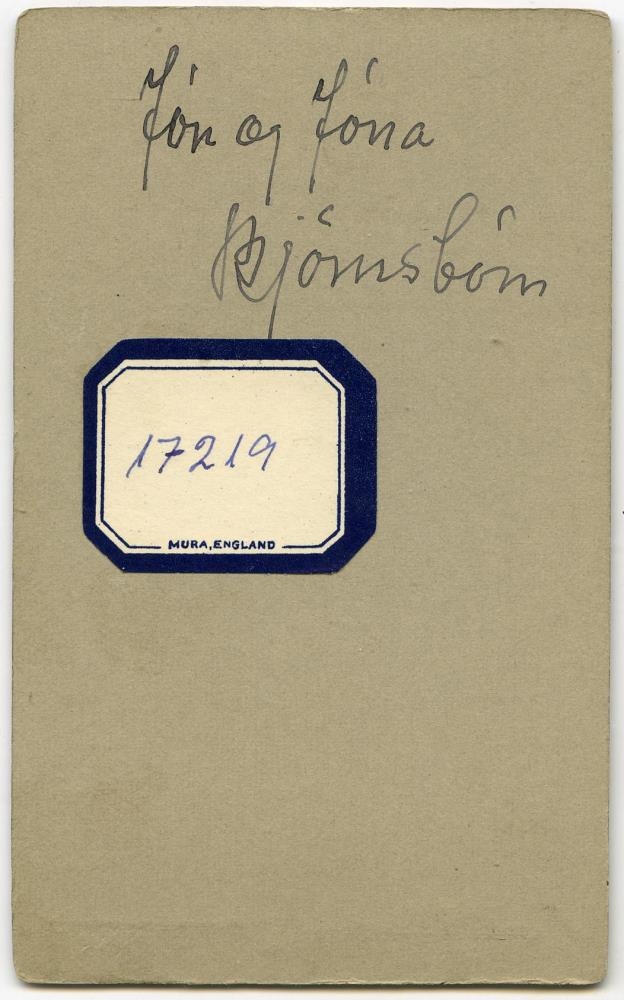 Jón og Jóna
Björnsbörn
17219
MURA, ENGLAND